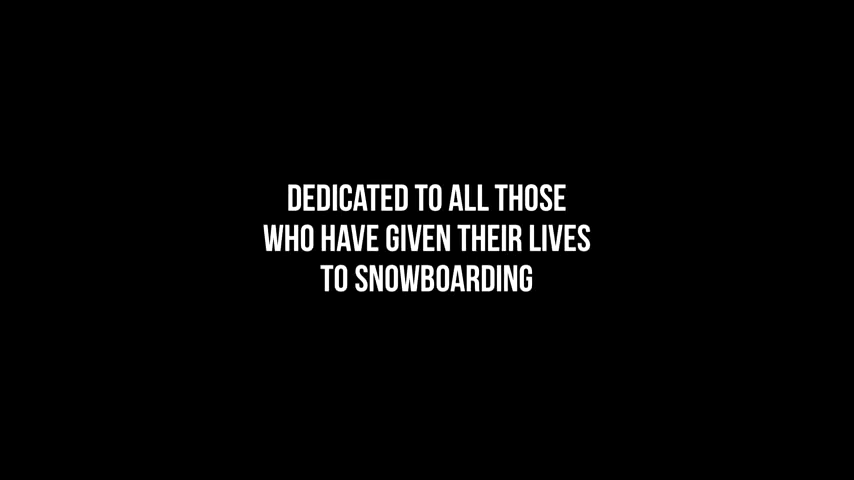 DEDICATED TO ALL THOSE
WHO HAVE GIVEN THEIR LIVES
TO SNOWBOARDING